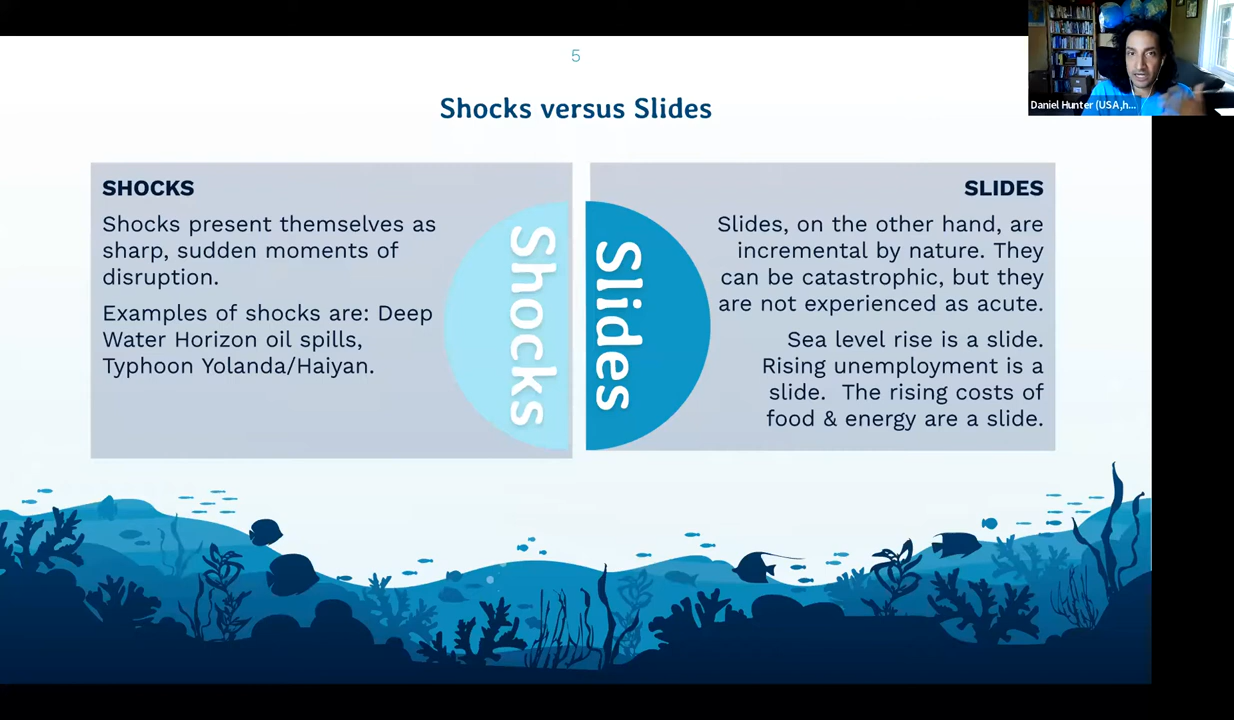 5
Shocks versus Slides
SHOCKS
Shocks present themselves as
sharp, sudden moments of
disruption.
Examples of shocks are: Deep
Water Horizon oil spills,
Typhoon Yolanda/Haiyan.
Shocks
Slides
SLIDES
Slides, on the other hand, are
incremental by nature. They
can be catastrophic, but they
are not experienced as acute.
Sea level rise is a slide.
Rising unemployment is a
slide.  The rising costs of
food & energy are a slide.
Daniel Hunter (USA,h...